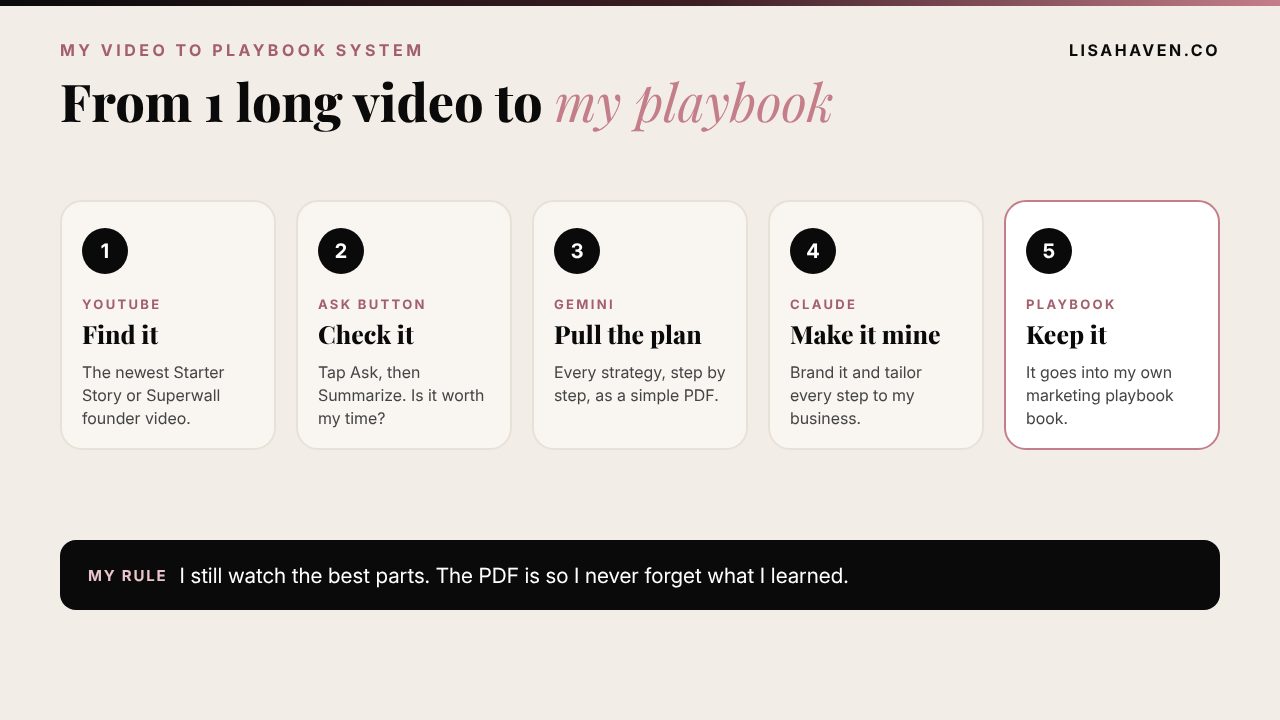 MY VIDEO TO PLAYBOOK SYSTEM
LISAHAVEN.CO
From 1 long video to my playbook
1
YOUTUBE
Find it
The newest Starter
Story or Superwall
founder video.
2
ASK BUTTON
Check it
Tap Ask, then
Summarize. Is it worth
my time?
3
GEMINI
Pull the plan
Every strategy, step by
step, as a simple PDF.
4
CLAUDE
Make it mine
Brand it and tailor
every step to my
business.
5
PLAYBOOK
Keep it
It goes into my own
marketing playbook
book.
MY RULE I still watch the best parts. The PDF is so I never forget what I learned.